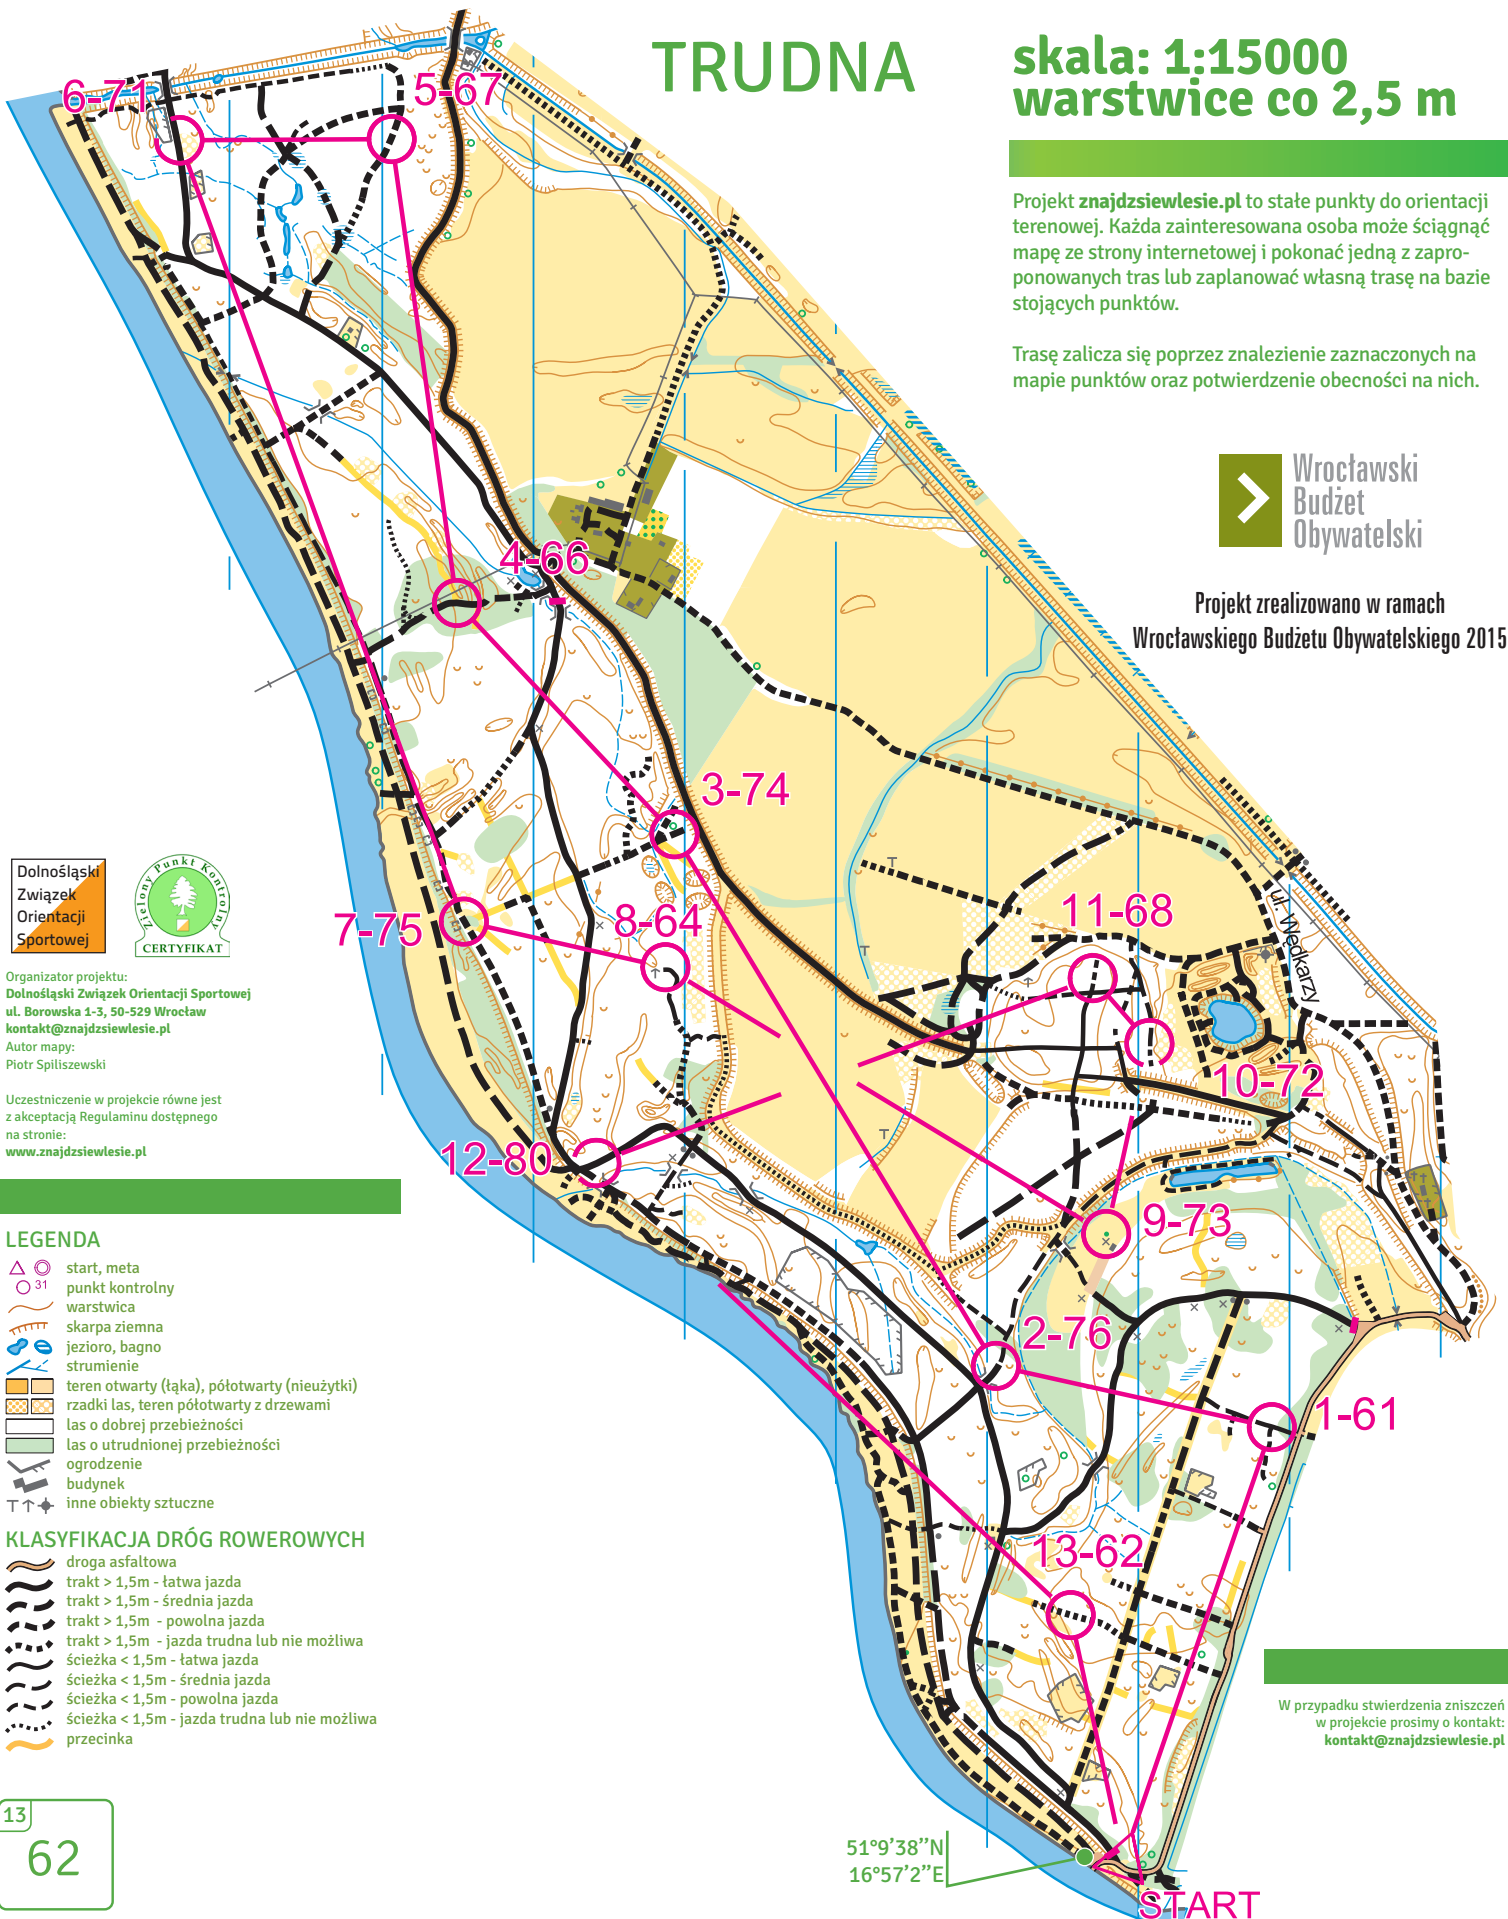 TRUDNA
skala: 1:15000
warstwice co 2,5 m
Projekt znajdzsiewlesie.pl to stałe punkty do orientacji
terenowej. Każda zainteresowana osoba może ściągnąć
mapę ze strony internetowej i pokonać jedną z zapro-
ponowanych tras lub zaplanować własną trasę na bazie
stojących punktów.
Trasę zalicza się poprzez znalezienie zaznaczonych na
mapie punktów oraz potwierdzenie obecności na nich.
Wrocławski
Budżet
Obywatelski
Projekt zrealizowano w ramach
Wrocławskiego Budżetu Obywatelskiego 2015
6-71
5-67
4-66
3-74
7-75
8-64
11-68
ul. Wędkarzy
10-72
12-80
9-73
2-76
1-61
13-62
START
51°9'38’’N
16°57'2’’E
Dolnośląski
Związek
Orientacji
Sportowej
Zielony Punkt Kontrolny
CERTYFIKAT
Organizator projektu:
Dolnośląski Związek Orientacji Sportowej
ul. Borowska 1-3, 50-529 Wrocław
kontakt@znajdzsiewlesie.pl
Autor mapy:
Piotr Spiliszewski
Uczestniczenie w projekcie równe jest
z akceptacją Regulaminu dostępnego
na stronie:
www.znajdzsiewlesie.pl
LEGENDA
start, meta
31 punkt kontrolny
warstwica
skarpa ziemna
jezioro, bagno
strumienie
teren otwarty (łąka), półotwarty (nieużytki)
rzadki las, teren półotwarty z drzewami
las o dobrej przebieżności
las o utrudnionej przebieżności
ogrodzenie
budynek
inne obiekty sztuczne
KLASYFIKACJA DRÓG ROWEROWYCH
droga asfaltowa
trakt > 1,5m - łatwa jazda
trakt > 1,5m - średnia jazda
trakt > 1,5m - powolna jazda
trakt > 1,5m - jazda trudna lub nie możliwa
ścieżka < 1,5m - łatwa jazda
ścieżka < 1,5m - średnia jazda
ścieżka < 1,5m - powolna jazda
ścieżka < 1,5m - jazda trudna lub nie możliwa
przecinka
13
62
W przypadku stwierdzenia zniszczeń
w projekcie prosimy o kontakt:
kontakt@znajdzsiewlesie.pl